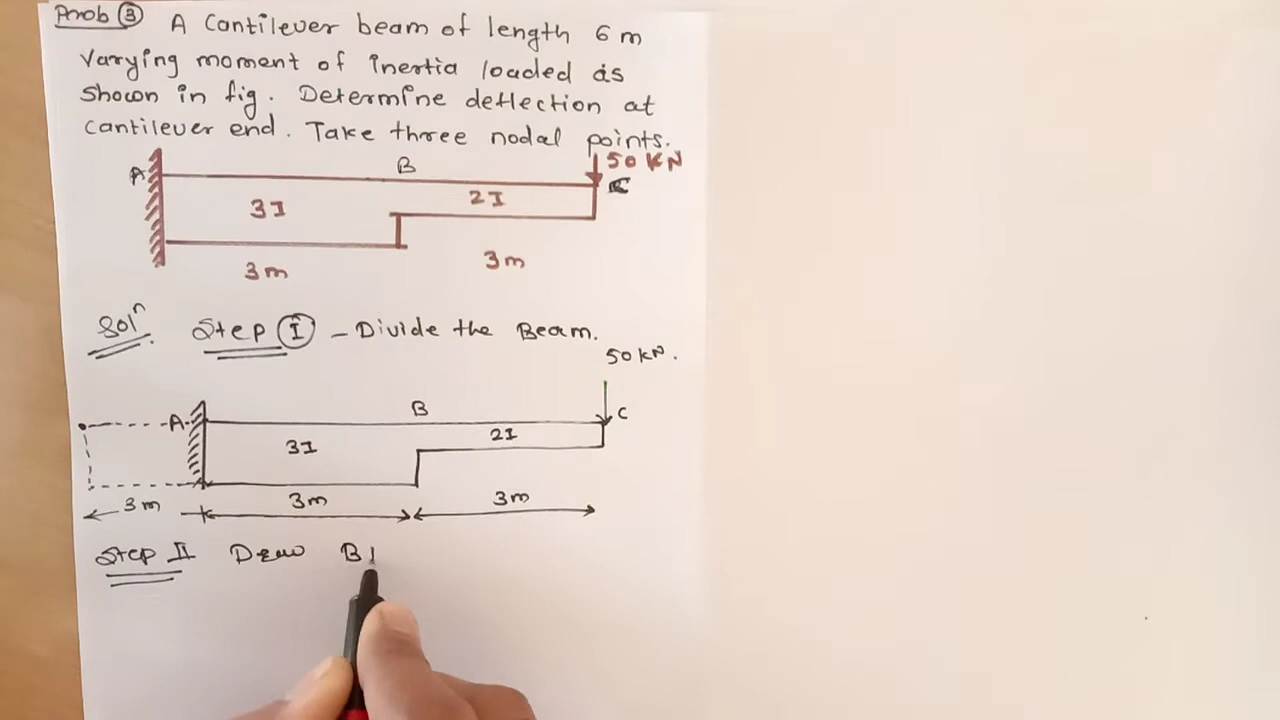 Prob ③ A Cantilever beam of length 6 m
Varying moment of inertia loaded as
shown in fig. Determine deflection at
cantilever end. Take three nodal points.
50 KN
A B
3I 2I
3m 3m
Solⁿ Step Ⓘ - Divide the Beam.
50 kN.
A B C
3I 2I
3m 3m 3m
Step II Draw B